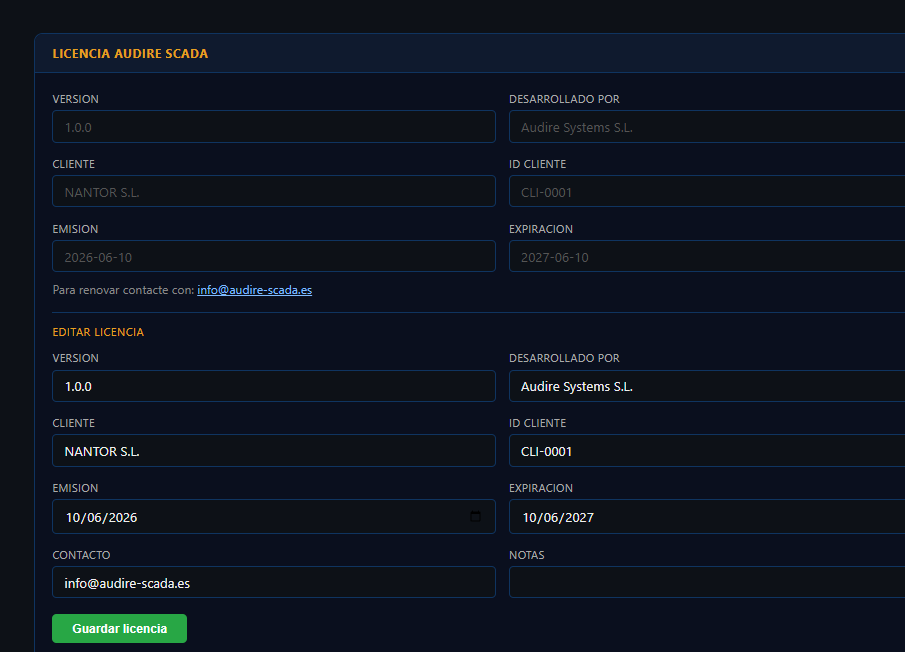 LICENCIA AUDIRE SCADA
VERSION
DESARROLLADO POR
1.0.0
Audire Systems S.L.
CLIENTE
ID CLIENTE
NANTOR S.L.
CLI-0001
EMISION
EXPIRACION
2026-06-10
2027-06-10
Para renovar contacte con: info@audire-scada.es
EDITAR LICENCIA
VERSION
DESARROLLADO POR
1.0.0
Audire Systems S.L.
CLIENTE
ID CLIENTE
NANTOR S.L.
CLI-0001
EMISION
EXPIRACION
10/06/2026
10/06/2027
CONTACTO
NOTAS
info@audire-scada.es
Guardar licencia